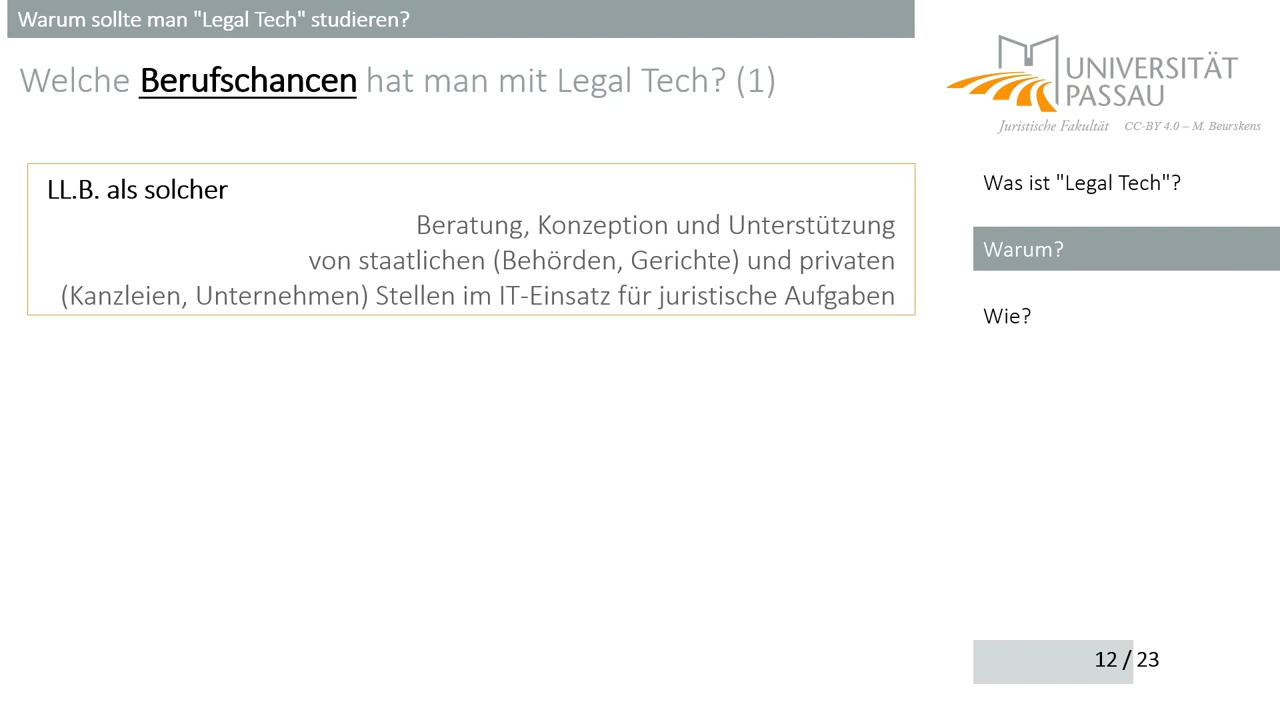 Warum sollte man "Legal Tech" studieren?
Welche Berufschancen hat man mit Legal Tech? (1)
UNIVERSITÄT
PASSAU
Juristische Fakultät CC-BY 4.0 – M. Beurskens
LL.B. als solcher
Beratung, Konzeption und Unterstützung
von staatlichen (Behörden, Gerichte) und privaten
(Kanzleien, Unternehmen) Stellen im IT-Einsatz für juristische Aufgaben
Was ist "Legal Tech"?
Warum?
Wie?
12 / 23